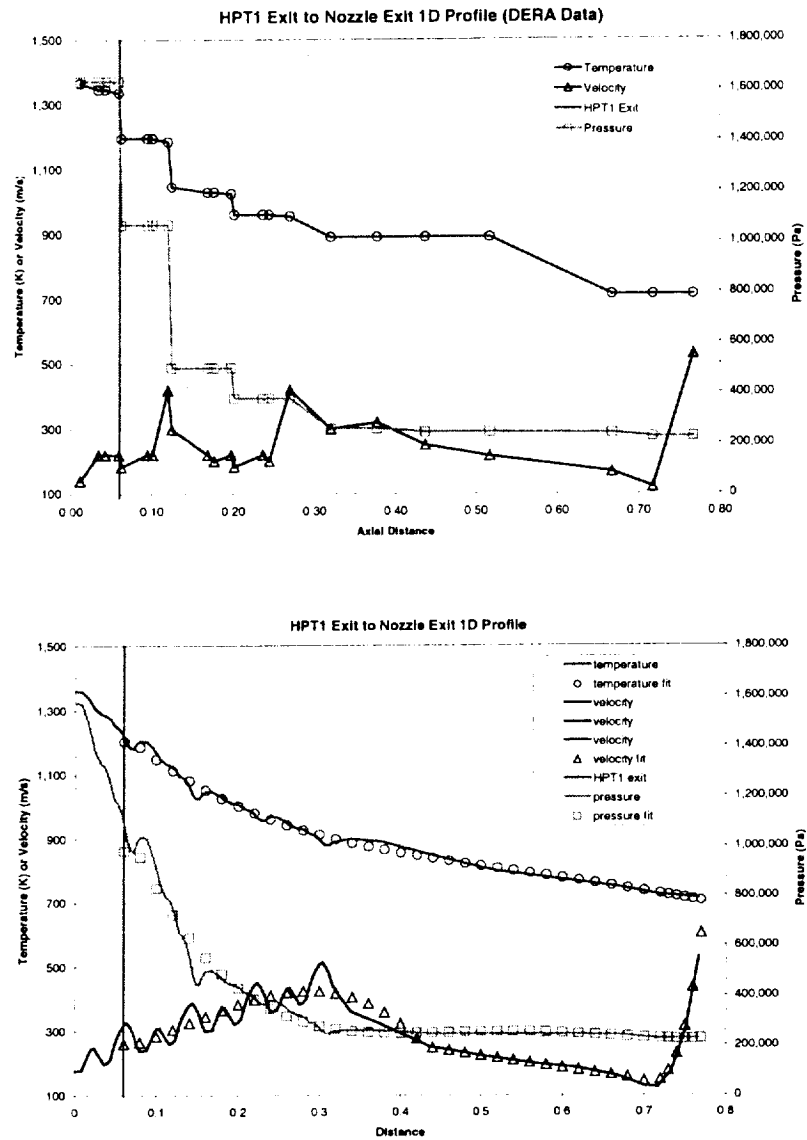 HPT1 Exit to Nozzle Exit 1D Profile (DERA Data)
1,500
1,300
1,100
900
700
500
300
100
Temperature (K) or Velocity (m/s)
Temperature
Velocity
HPT1 Exit
Pressure
1,800,000
1,600,000
1,400,000
1,200,000
1,000,000
800,000
600,000
400,000
200,000
0
Pressure (Pa)
0 00 0 10 0 20 0 30 0 40 0 50 0 60 0 70 0 80
Axial Distance
HPT1 Exit to Nozzle Exit 1D Profile
1,500
1,300
1,100
900
700
500
300
100
Temperature (K) or Velocity (m/s)
temperature
temperature fit
velocity
velocity
velocity
velocity fit
HPT1 exit
pressure
pressure fit
1,800,000
1,600,000
1,400,000
1,200,000
1,000,000
800,000
600,000
400,000
200,000
0
Pressure (Pa)
0 0.1 0.2 0.3 0.4 0.5 0.6 0.7 0.8
Distance